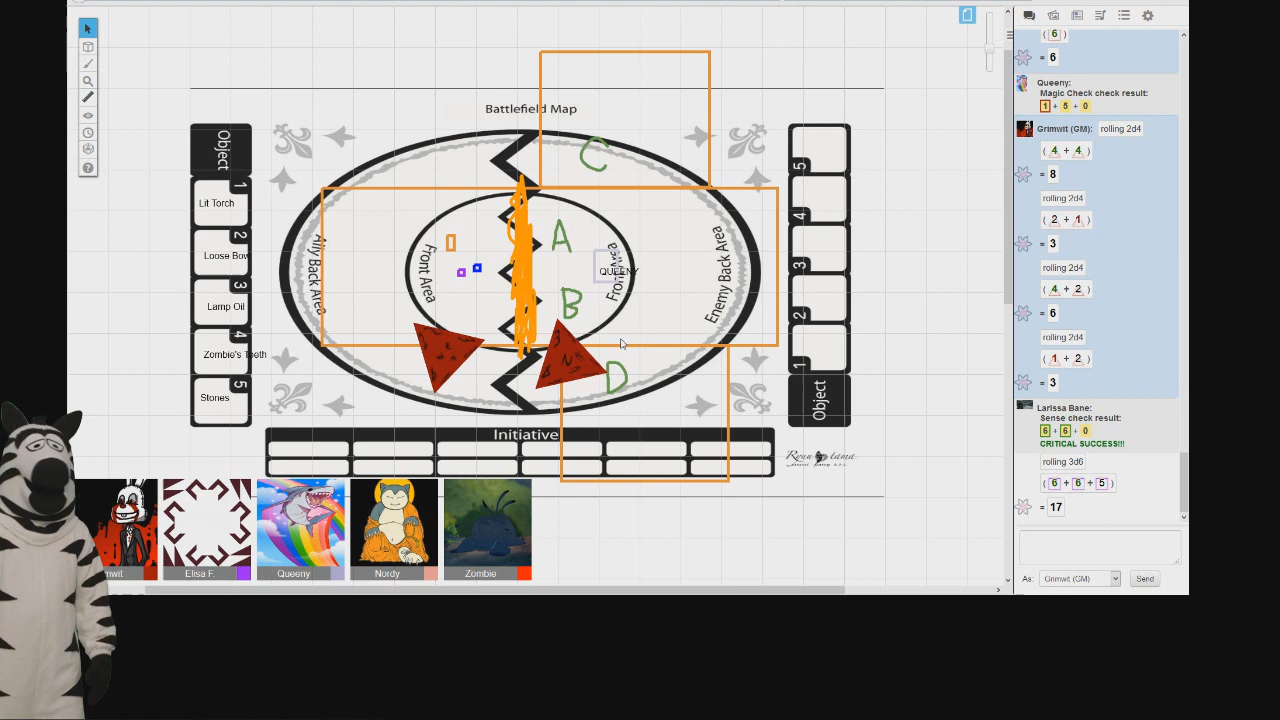 Battlefield Map
Object
1
Lit Torch
2
Loose Bow
3
Lamp Oil
4
Zombie's Teeth
5
Stones
Ally Back Area
Front Area
C
A
B
D
QUEENY
Front Area
Enemy Back Area
5
4
3
2
1
Object
Initiative
Ryuutama
mwit
Elisa F.
Queeny
Nordy
Zombie
( 6 )
= 6
Queeny:
Magic Check check result:
1 + 5 + 0
Grimwit (GM): rolling 2d4
( 4 + 4 )
= 8
rolling 2d4
( 2 + 1 )
= 3
rolling 2d4
( 4 + 2 )
= 6
rolling 2d4
( 1 + 2 )
= 3
Larissa Bane:
Sense check result:
6 + 6 + 0
CRITICAL SUCCESS!!!
rolling 3d6
( 6 + 6 + 5 )
= 17
As: Grimwit (GM) Send